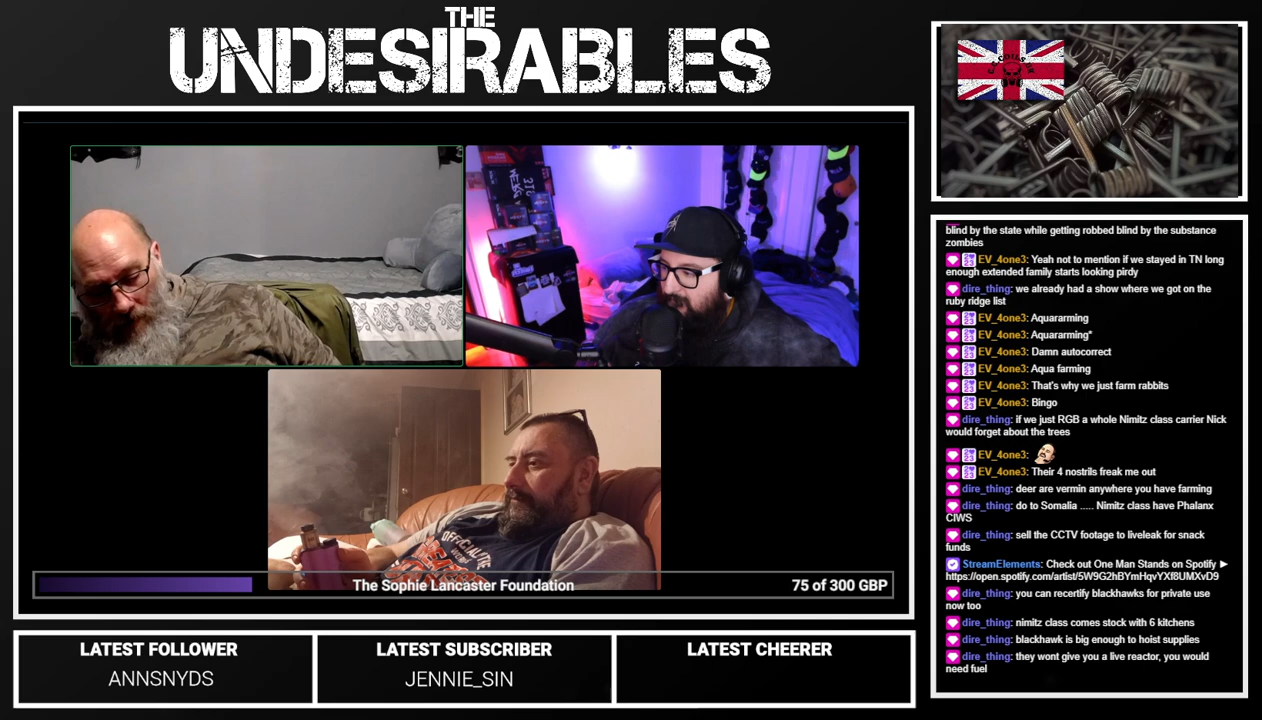 THE
UNDESIRABLES
The Sophie Lancaster Foundation
75 of 300 GBP
LATEST FOLLOWER
ANNSNYDS
LATEST SUBSCRIBER
JENNIE_SIN
LATEST CHEERER
blind by the state while getting robbed blind by the substance
zombies
EV_4one3: Yeah not to mention if we stayed in TN long
enough extended family starts looking pirdy
dire_thing: we already had a show where we got on the
ruby ridge list
EV_4one3: Aquararming
EV_4one3: Aquararming*
EV_4one3: Damn autocorrect
EV_4one3: Aqua farming
EV_4one3: That's why we just farm rabbits
EV_4one3: Bingo
dire_thing: if we just RGB a whole Nimitz class carrier Nick
would forget about the trees
EV_4one3:
EV_4one3: Their 4 nostrils freak me out
dire_thing: deer are vermin anywhere you have farming
dire_thing: do to Somalia ..... Nimitz class have Phalanx
CIWS
dire_thing: sell the CCTV footage to liveleak for snack
funds
StreamElements: Check out One Man Stands on Spotify ►
https://open.spotify.com/artist/5W9G2hBYmHqvYXf8UMXvD9
dire_thing: you can recertify blackhawks for private use
now too
dire_thing: nimitz class comes stock with 6 kitchens
dire_thing: blackhawk is big enough to hoist supplies
dire_thing: they wont give you a live reactor, you would
need fuel